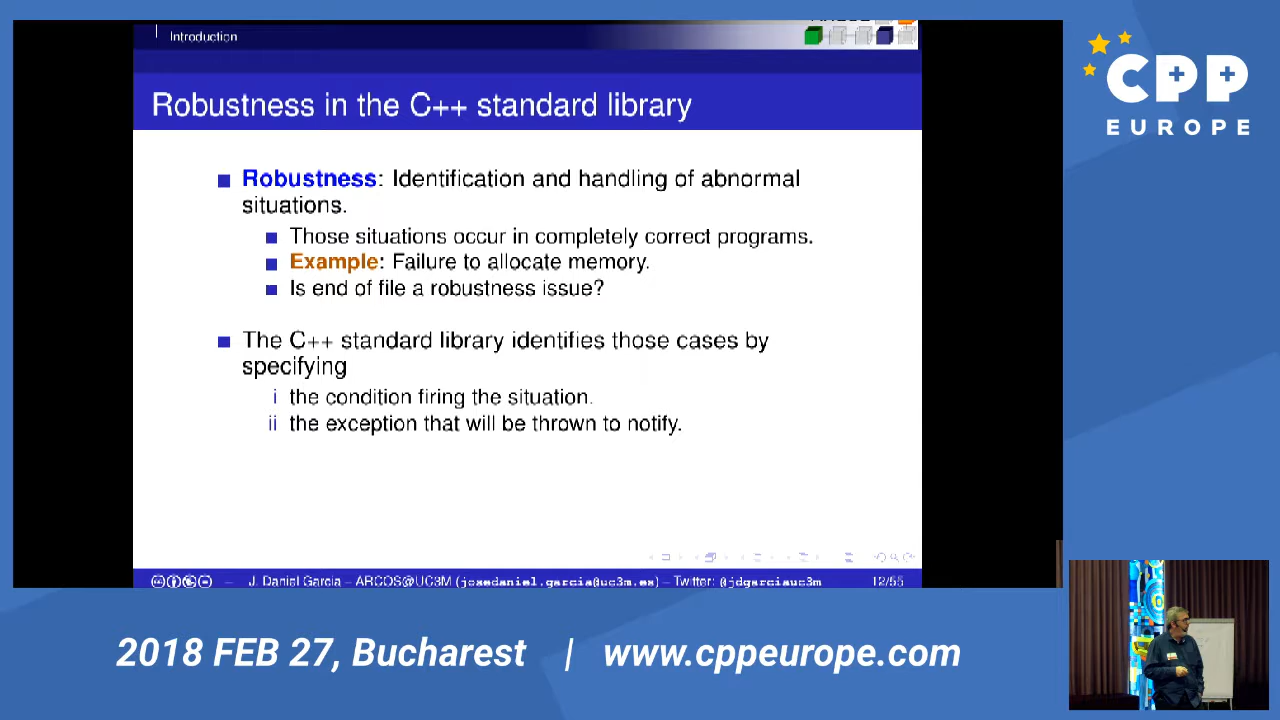 Introduction
Robustness in the C++ standard library
Robustness: Identification and handling of abnormal
situations.
Those situations occur in completely correct programs.
Example: Failure to allocate memory.
Is end of file a robustness issue?
The C++ standard library identifies those cases by
specifying
i the condition firing the situation.
ii the exception that will be thrown to notify.
J. Daniel Garcia – ARCOS@UC3M (josedaniel.garcia@uc3m.es) – Twitter: @jdgarciauc3m 12/55
CPP
EUROPE
2018 FEB 27, Bucharest | www.cppeurope.com